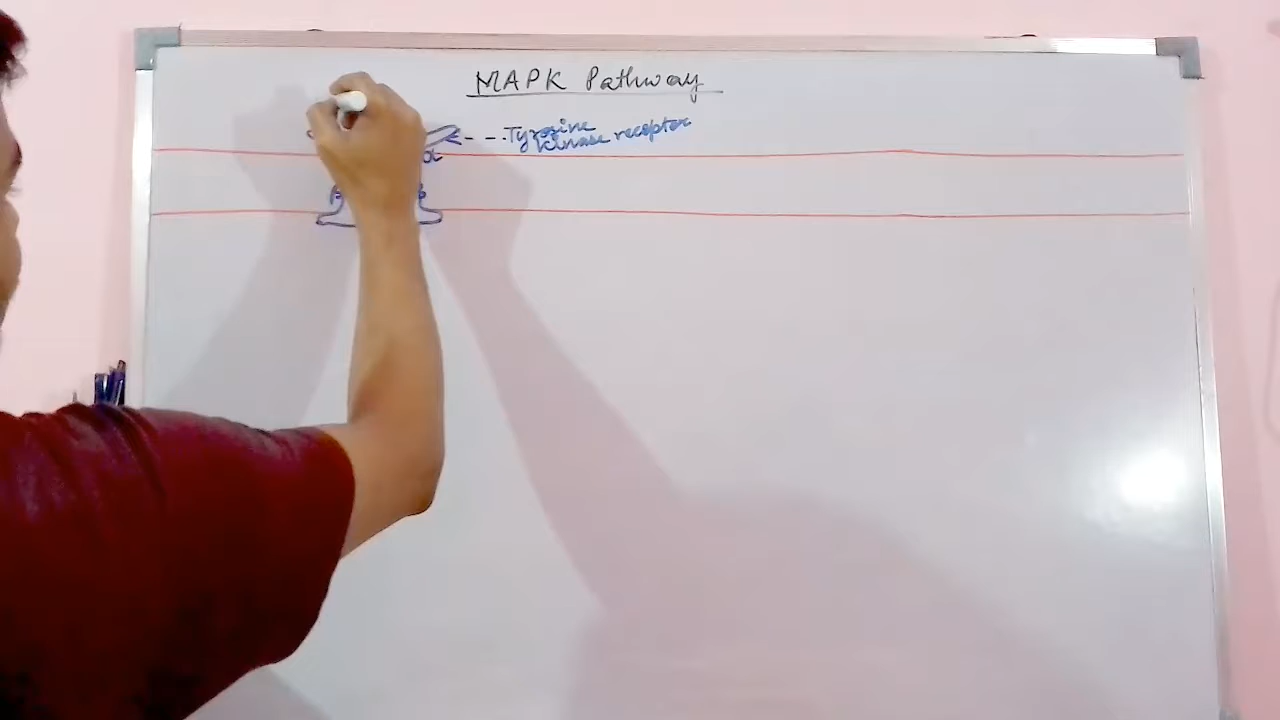 MAPK Pathway
Tyrosine
kinase receptor
α